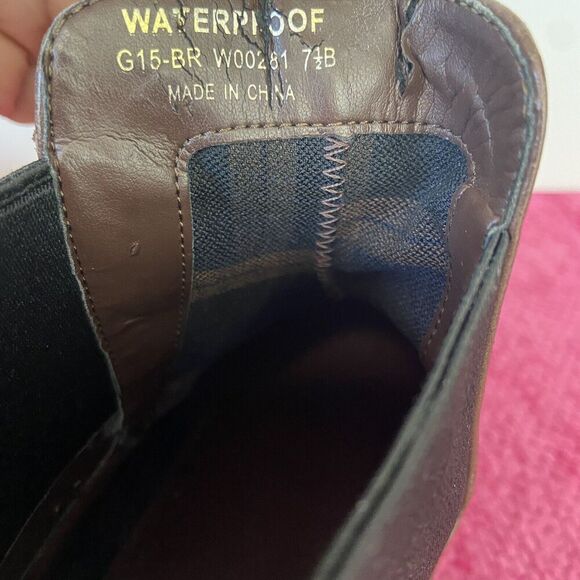 WATERPROOF
G15-BR W00281 7½B
MADE IN CHINA